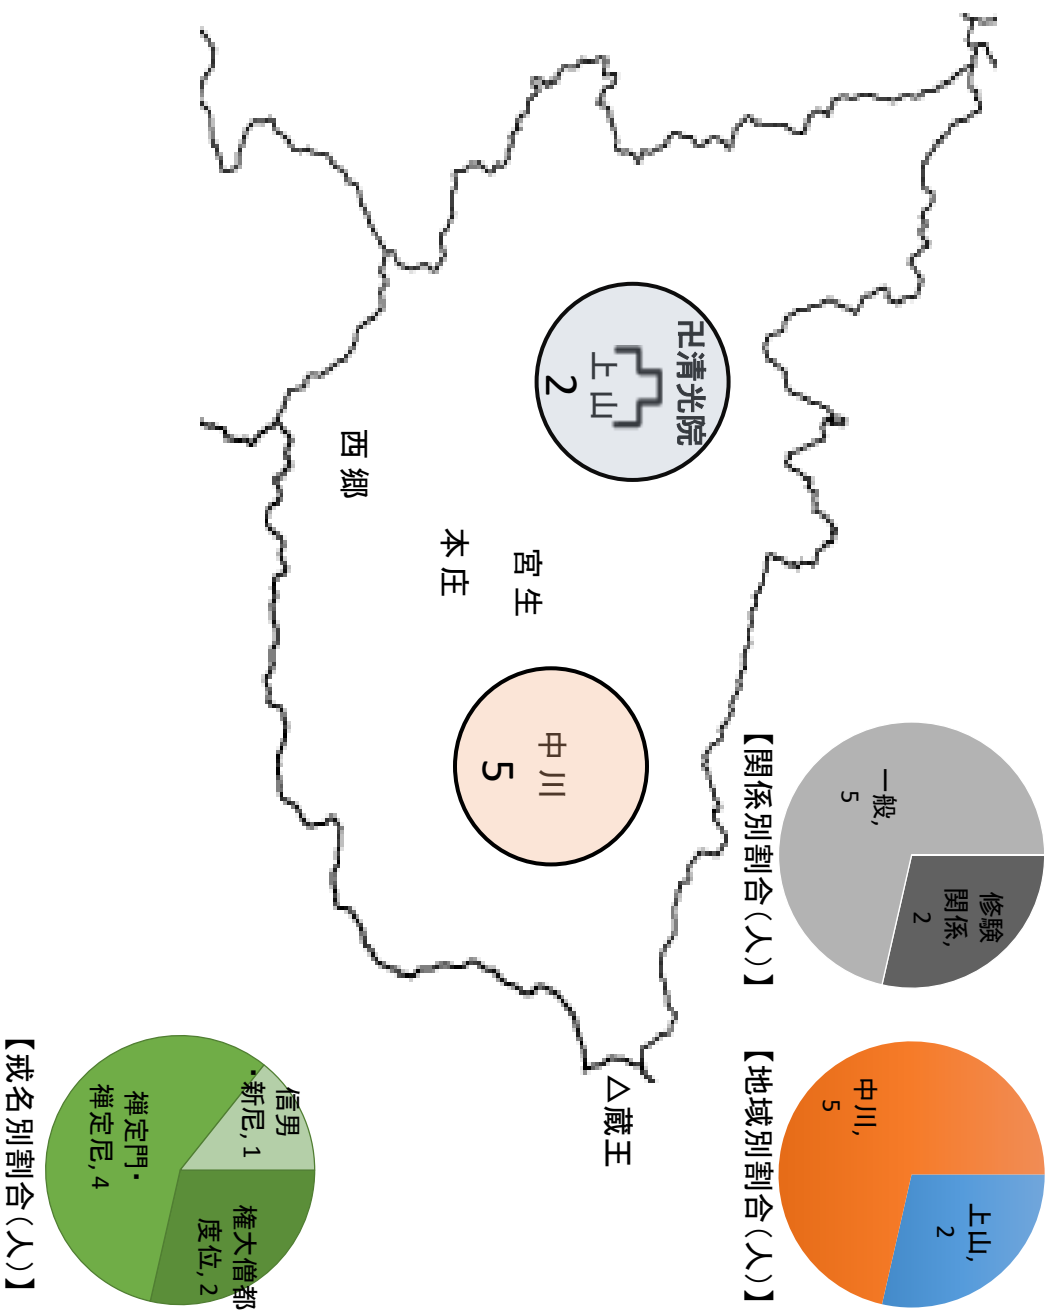 【関係別割合（人）】
一般,
5
修験
関係,
2
【地域別割合（人）】
中川,
5
上山,
2
卍清光院
上山
2
中川
5
宮生
本庄
西郷
△蔵王
信男
・新尼, 1
権大僧都
度位, 2
禅定門・
禅定尼, 4
【戒名別割合（人）】